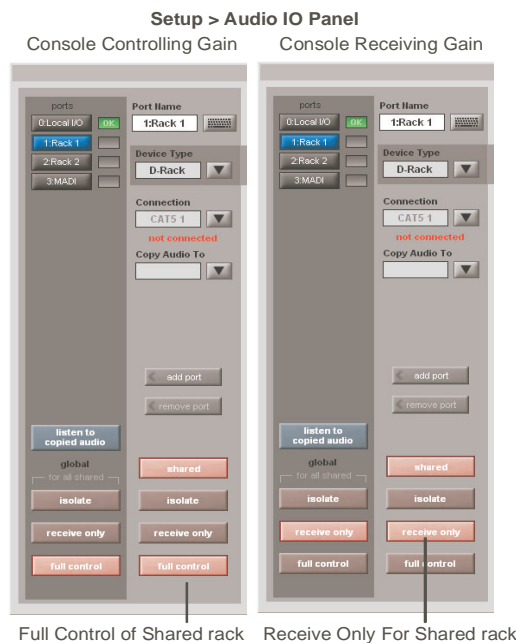 Setup > Audio IO Panel
Console Controlling Gain
Console Receiving Gain
ports
Port Name
0:Local I/O
OK
1:Rack 1
1:Rack 1
Device Type
2:Rack 2
D-Rack
3:MADI
Connection
CAT5 1
not connected
Copy Audio To
add port
remove port
listen to
copied audio
global
for all shared
shared
isolate
isolate
receive only
receive only
full control
full control
Full Control of Shared rack
ports
Port Name
0:Local I/O
OK
1:Rack 1
1:Rack 1
Device Type
2:Rack 2
D-Rack
3:MADI
Connection
CAT5 1
not connected
Copy Audio To
add port
remove port
listen to
copied audio
global
for all shared
shared
isolate
isolate
receive only
receive only
full control
full control
Receive Only For Shared rack